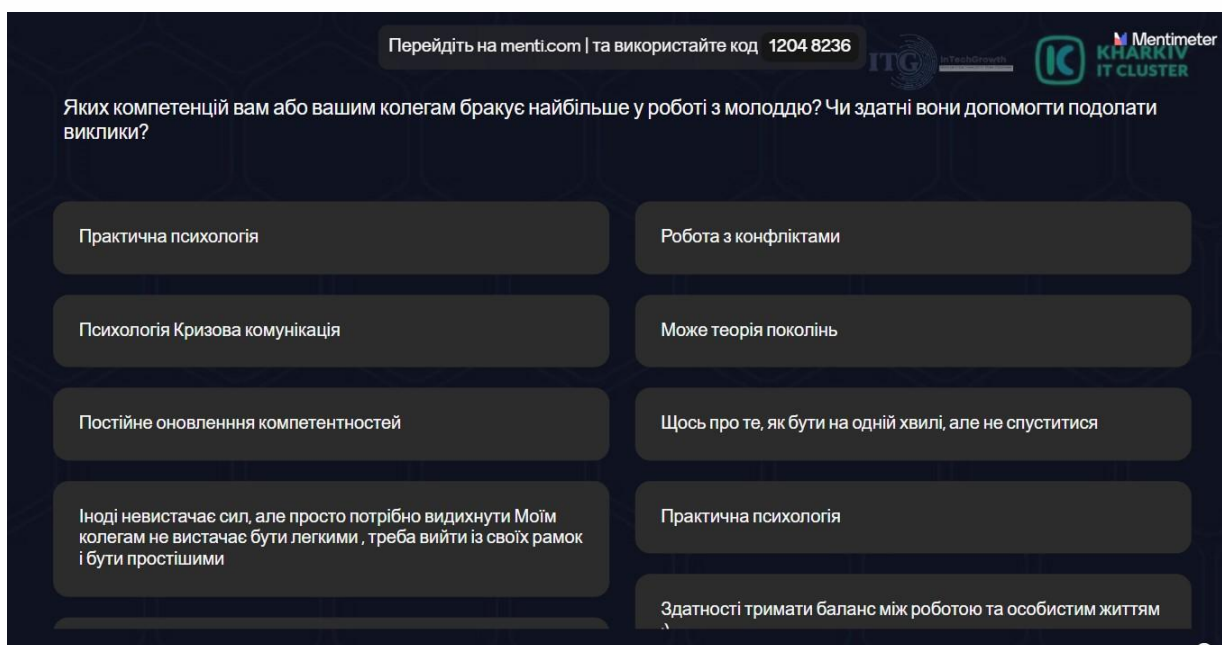 Перейдіть на menti.com | та використайте код 1204 8236
Mentimeter
ITG
InTechGrowth
KHARKIV
IT CLUSTER
Яких компетенцій вам або вашим колегам бракує найбільше у роботі з молоддю? Чи здатні вони допомогти подолати
виклики?
Практична психологія
Робота з конфліктами
Психологія Кризова комунікація
Може теорія поколінь
Постійне оновленння компетентностей
Щось про те, як бути на одній хвилі, але не спуститися
Іноді невистачає сил, але просто потрібно видихнути Моїм
колегам не вистачає бути легкими , треба вийти із своїх рамок
і бути простішими
Практична психологія
Здатності тримати баланс між роботою та особистим життям